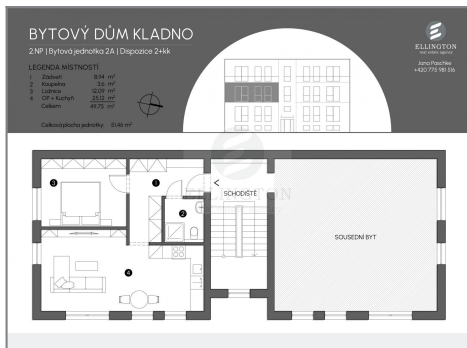 BYTOVÝ DŮM KLADNO
2.NP | Bytová jednotka 2A | Dispozice 2+kk
LEGENDA MÍSTNOSTÍ
1 Zádveří 8.94 m²
2 Koupelna 3.6 m²
3 Ložnice 12.09 m²
4 OP + Kuchyň 25.12 m²
Celkem 49.75 m²
Celková plocha jednotky 51.46 m²
ELLINGTON
real estate agency
Jana Paschke
+420 775 981 516
3
1
2
4
SCHODIŠTĚ
SOUSEDNÍ BYT
ELLINGTON